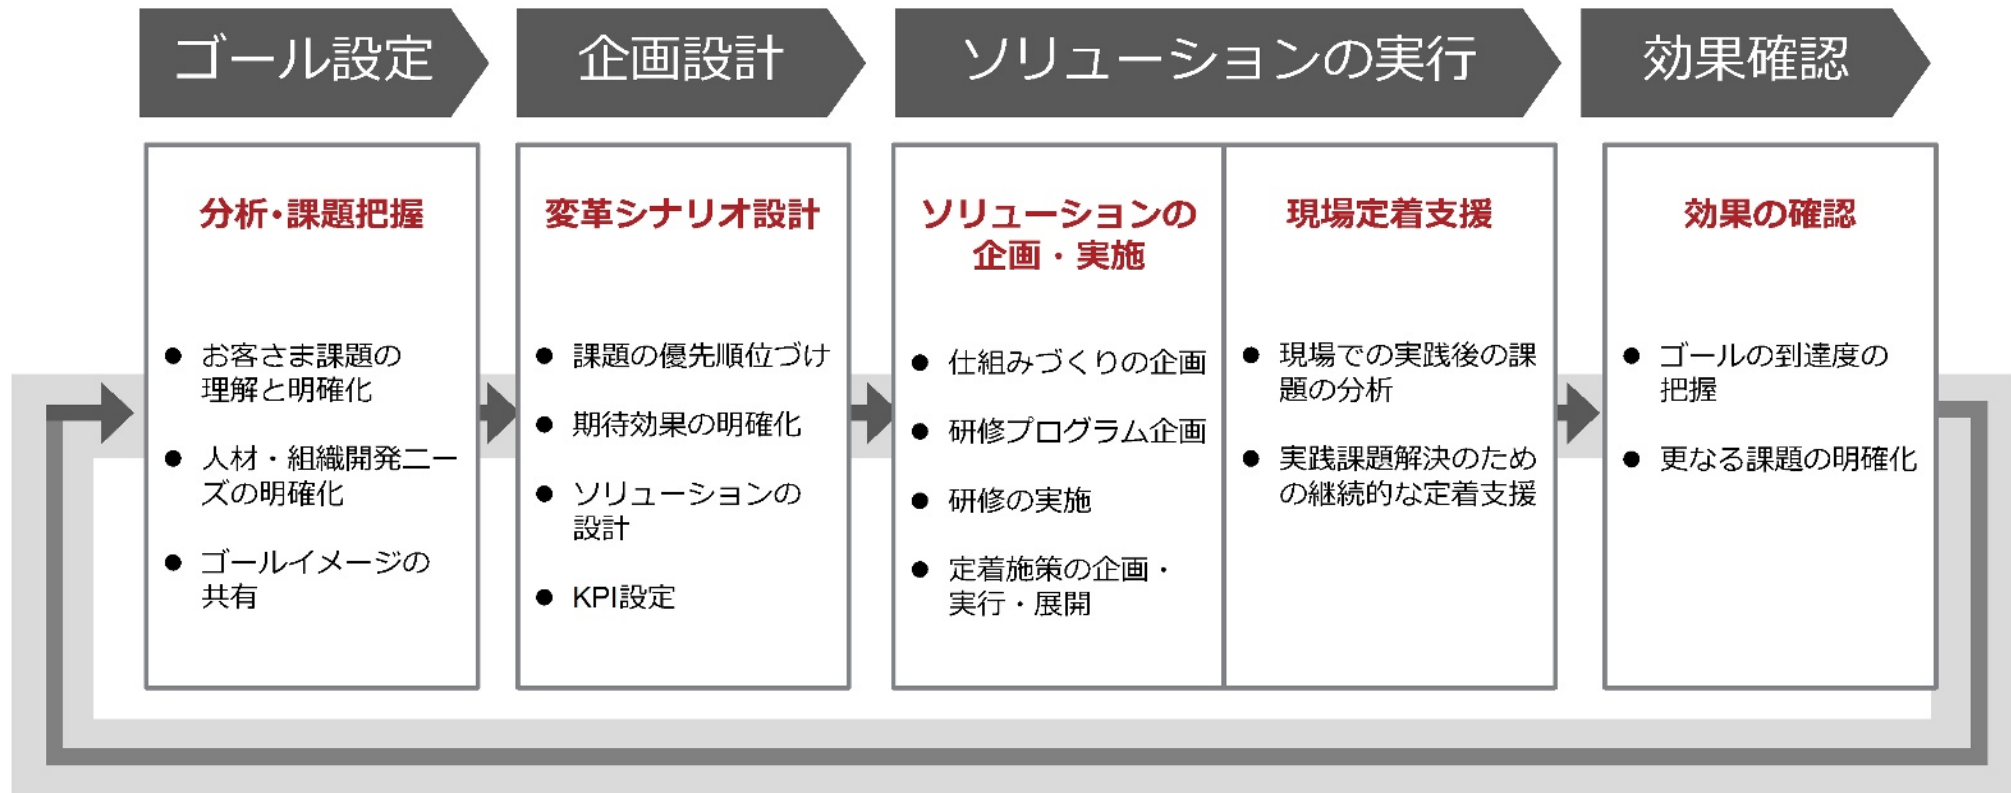 ゴール設定
企画設計
ソリューションの実行
効果確認
分析・課題把握
● お客さま課題の
理解と明確化
● 人材・組織開発ニー
ズの明確化
● ゴールイメージの
共有
変革シナリオ設計
● 課題の優先順位づけ
● 期待効果の明確化
● ソリューションの
設計
● KPI設定
ソリューションの
企画・実施
● 仕組みづくりの企画
● 研修プログラム企画
● 研修の実施
● 定着施策の企画・
実行・展開
現場定着支援
● 現場での実践後の課
題の分析
● 実践課題解決のため
の継続的な定着支援
効果の確認
● ゴールの到達度の
把握
● 更なる課題の明確化